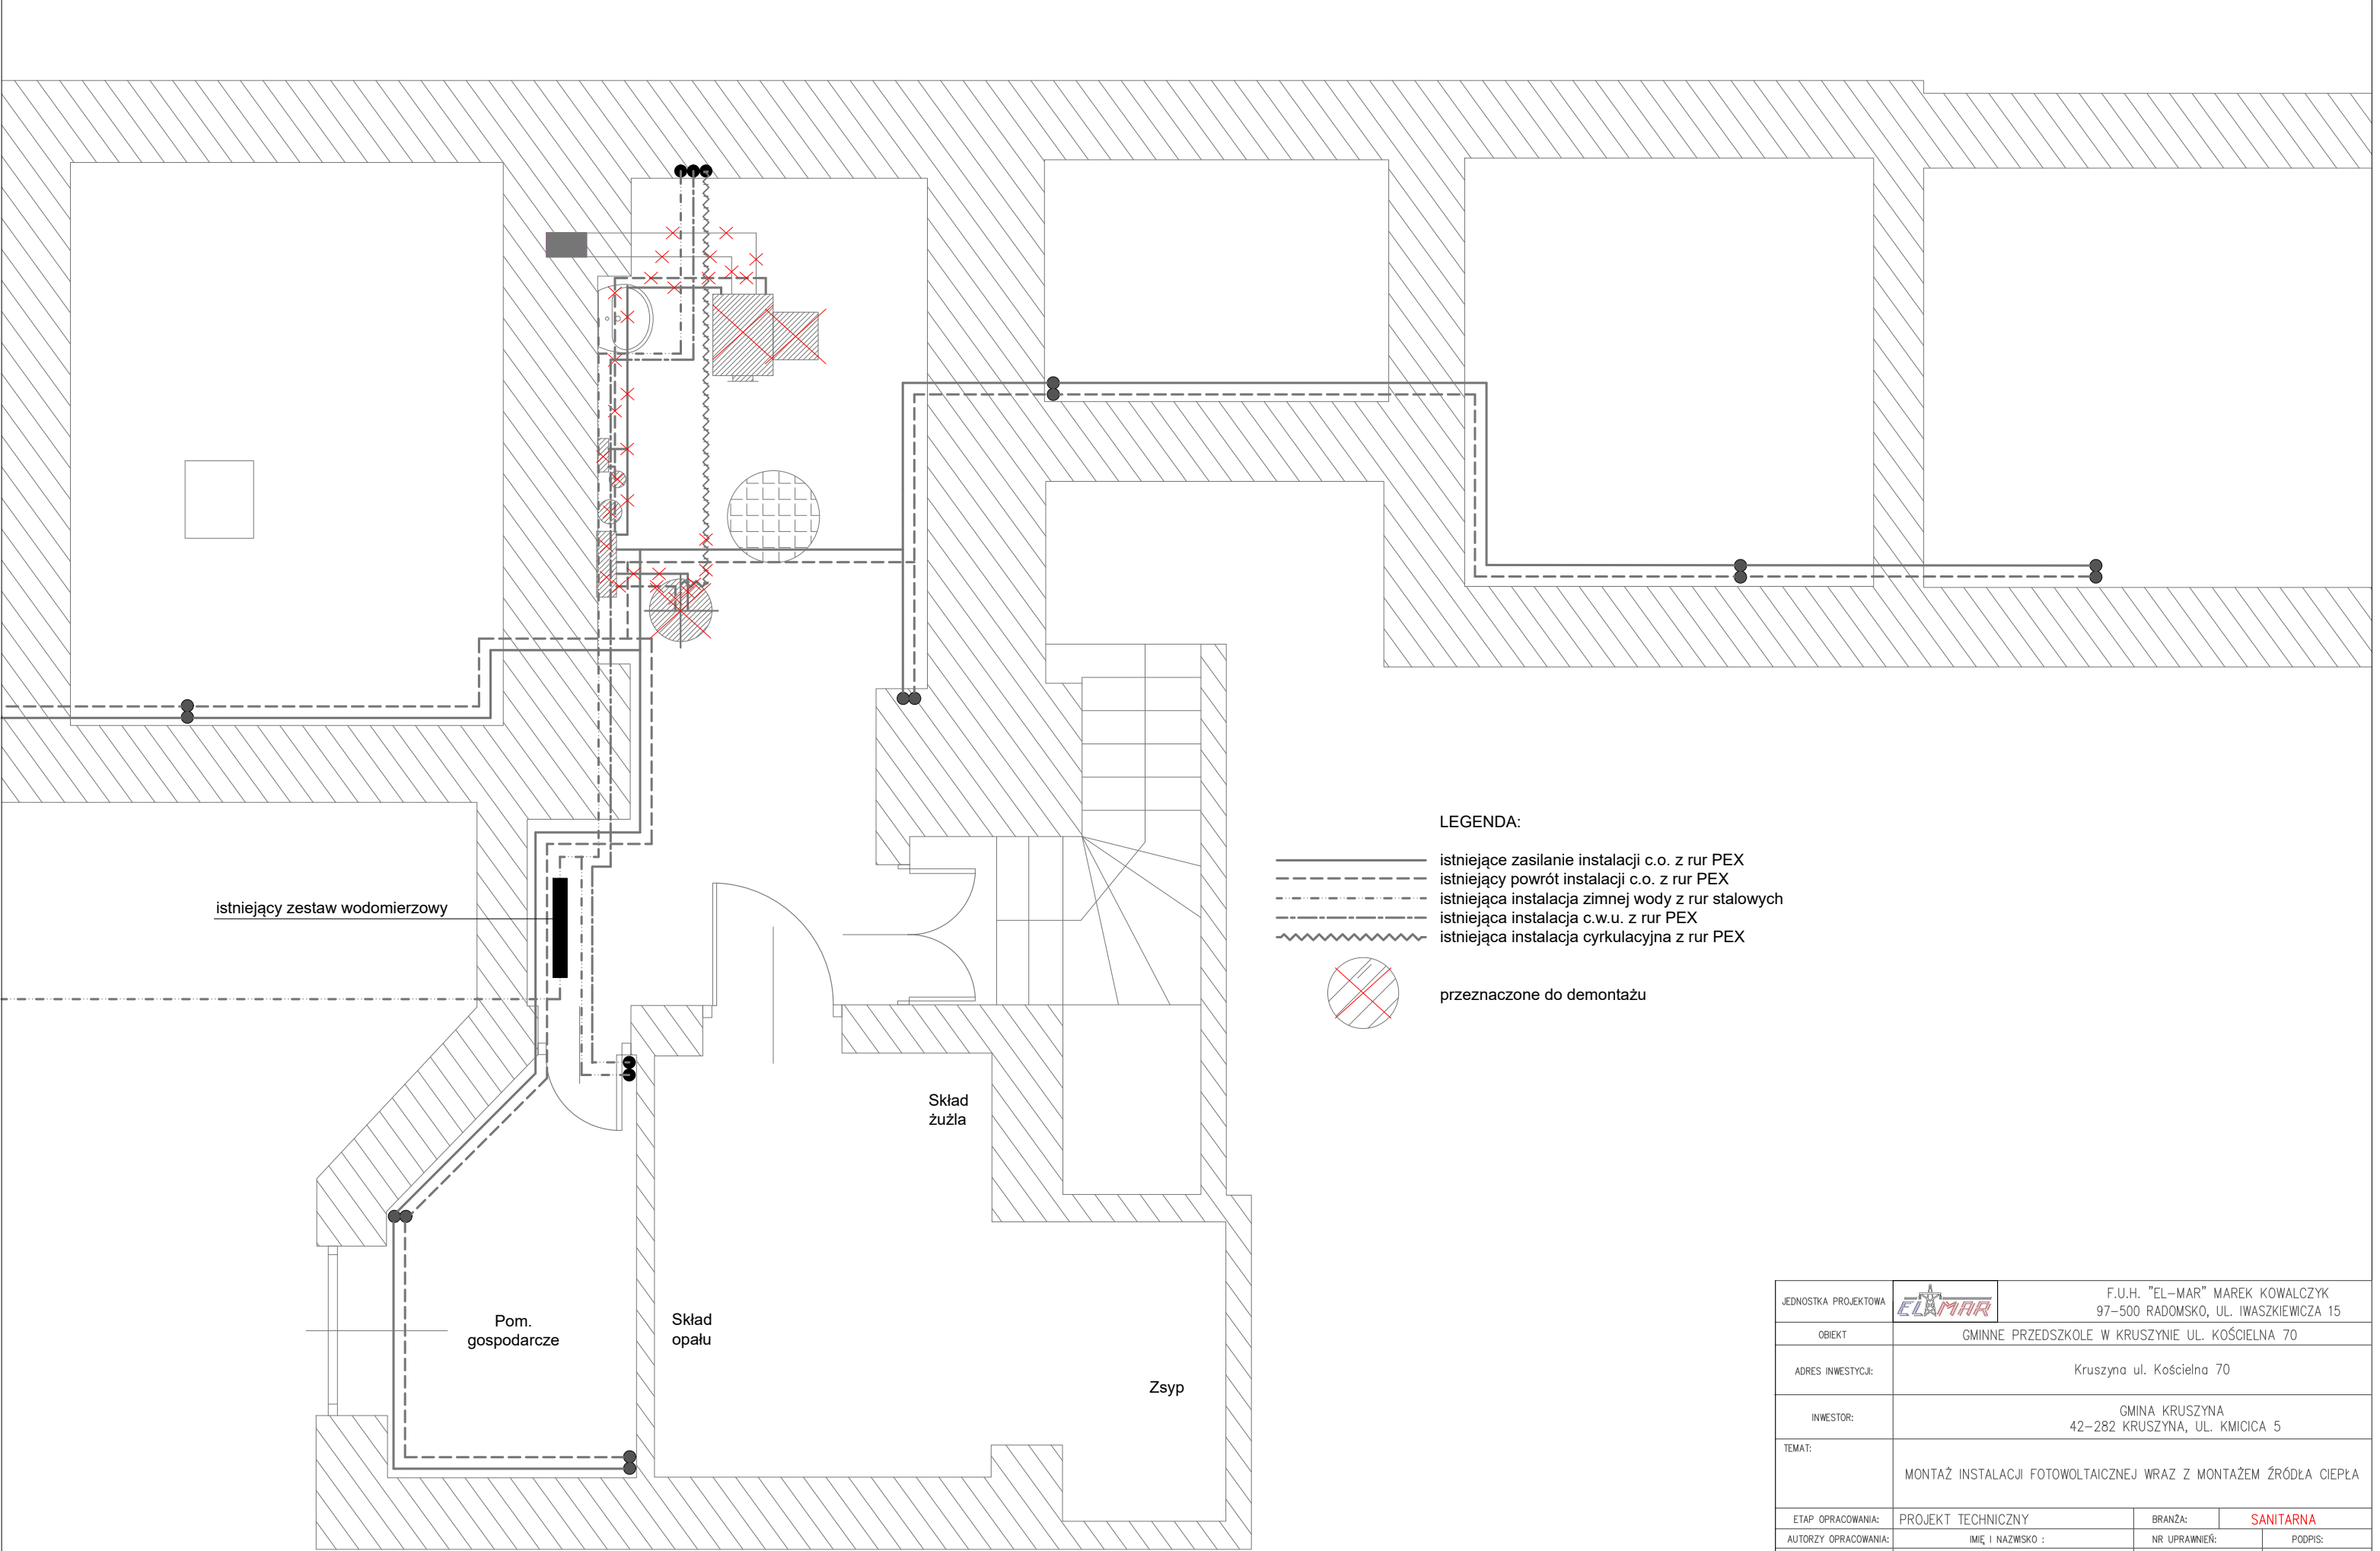 LEGENDA:
istniejące zasilanie instalacji c.o. z rur PEX
istniejący powrót instalacji c.o. z rur PEX
istniejąca instalacja zimnej wody z rur stalowych
istniejąca instalacja c.w.u. z rur PEX
istniejąca instalacja cyrkulacyjna z rur PEX
przeznaczone do demontażu
istniejący zestaw wodomierzowy
Skład
żużla
Pom.
gospodarcze
Skład
opału
Zsyp
JEDNOSTKA PROJEKTOWA
ELMAR
F.U.H. "EL-MAR" MAREK KOWALCZYK
97-500 RADOMSKO, UL. IWASZKIEWICZA 15
OBIEKT
GMINNE PRZEDSZKOLE W KRUSZYNIE UL. KOŚCIELNA 70
ADRES INWESTYCJI:
Kruszyna ul. Kościelna 70
INWESTOR:
GMINA KRUSZYNA
42-282 KRUSZYNA, UL. KMICICA 5
TEMAT:
MONTAŻ INSTALACJI FOTOWOLTAICZNEJ WRAZ Z MONTAŻEM ŹRÓDŁA CIEPŁA
ETAP OPRACOWANIA:
PROJEKT TECHNICZNY
BRANŻA:
SANITARNA
AUTORZY OPRACOWANIA:
IMIĘ I NAZWISKO :
NR UPRAWNIEŃ:
PODPIS: